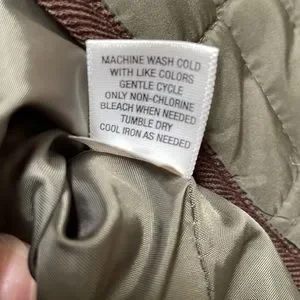 MACHINE WASH COLD
WITH LIKE COLORS
GENTLE CYCLE
ONLY NON-CHLORINE
BLEACH WHEN NEEDED
TUMBLE DRY
COOL IRON AS NEEDED